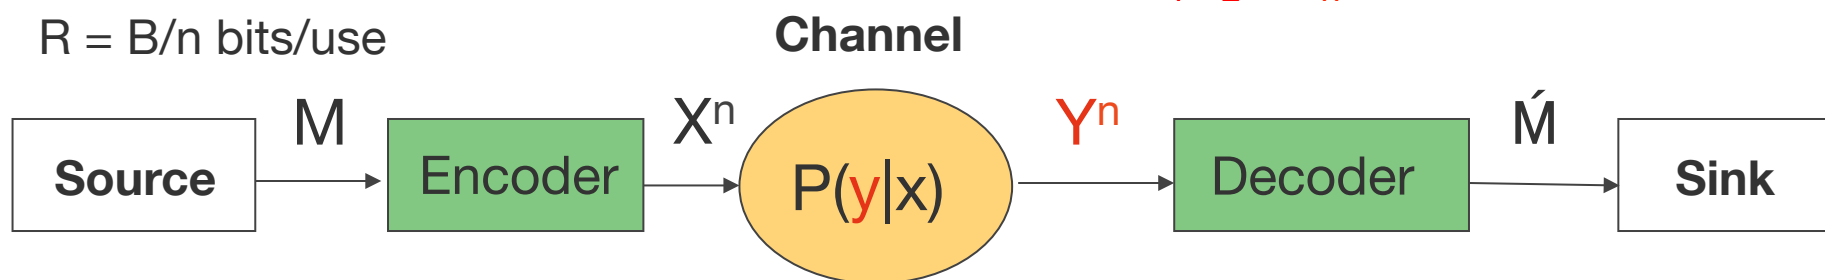 R = B/n bits/use
Channel
Source
M
Encoder
Xⁿ
P(y|x)
Yⁿ
Decoder
Ḿ
Sink